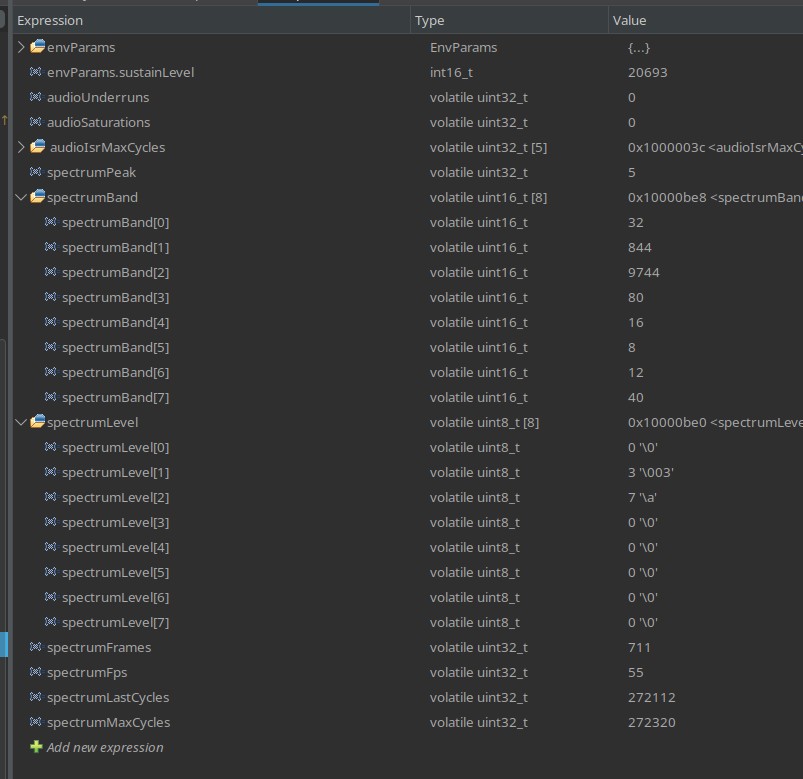 Expression Type Value
envParams EnvParams {...}
envParams.sustainLevel int16_t 20693
audioUnderruns volatile uint32_t 0
audioSaturations volatile uint32_t 0
audioIsrMaxCycles volatile uint32_t [5] 0x1000003c <audioIsrMaxCy
spectrumPeak volatile uint32_t 5
spectrumBand volatile uint16_t [8] 0x10000be8 <spectrumBan
spectrumBand[0] volatile uint16_t 32
spectrumBand[1] volatile uint16_t 844
spectrumBand[2] volatile uint16_t 9744
spectrumBand[3] volatile uint16_t 80
spectrumBand[4] volatile uint16_t 16
spectrumBand[5] volatile uint16_t 8
spectrumBand[6] volatile uint16_t 12
spectrumBand[7] volatile uint16_t 40
spectrumLevel volatile uint8_t [8] 0x10000be0 <spectrumLeve
spectrumLevel[0] volatile uint8_t 0 '\0'
spectrumLevel[1] volatile uint8_t 3 '\003'
spectrumLevel[2] volatile uint8_t 7 '\a'
spectrumLevel[3] volatile uint8_t 0 '\0'
spectrumLevel[4] volatile uint8_t 0 '\0'
spectrumLevel[5] volatile uint8_t 0 '\0'
spectrumLevel[6] volatile uint8_t 0 '\0'
spectrumLevel[7] volatile uint8_t 0 '\0'
spectrumFrames volatile uint32_t 711
spectrumFps volatile uint32_t 55
spectrumLastCycles volatile uint32_t 272112
spectrumMaxCycles volatile uint32_t 272320
Add new expression